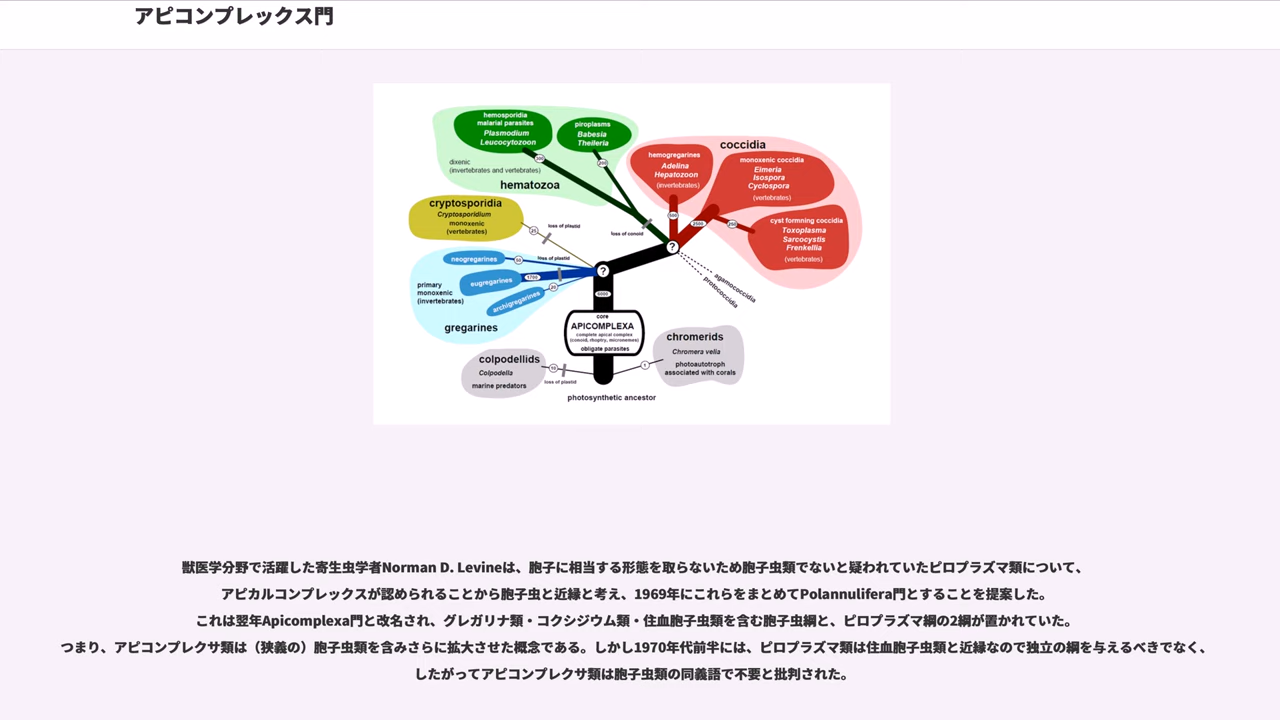 アピコンプレックス門
hemosporidia
malarial parasites
Plasmodium
Leucocytozoon
piroplasms
Babesia
Theileria
dixenic
(invertebrates and vertebrates)
hematozoa
200
200
coccidia
hemogregarines
Adelina
Hepatozoon
(invertebrates)
monoxenic coccidia
Eimeria
Isospora
Cyclospora
(vertebrates)
cyst formning coccidia
Toxoplasma
Sarcocystis
Frenkellia
(vertebrates)
2500
250
loss of conoid
?
agamococcidia
protococcidia
cryptosporidia
Cryptosporidium
monoxenic
(vertebrates)
loss of plastid
neogregarines
loss of plastid
50
eugregarines
1750
archigregarines
20
primary
monoxenic
(invertebrates)
gregarines
?
core
APICOMPLEXA
complete apical complex
(conoid, rhoptry, micronemes)
obligate parasites
colpodellids
Colpodella
marine predators
10
loss of plastid
chromerids
Chromera velia
photoautotroph
associated with corals
photosynthetic ancestor
獣医学分野で活躍した寄生虫学者Norman D. Levineは、胞子に相当する形態を取らないため胞子虫類でないと疑われていたピロプラズマ類について、
アピカルコンプレックスが認められることから胞子虫と近縁と考え、1969年にこれらをまとめてPolannulifera門とすることを提案した。
これは翌年Apicomplexa門と改名され、グレガリナ類・コクシジウム類・住血胞子虫類を含む胞子虫綱と、ピロプラズマ綱の2綱が置かれていた。
つまり、アピコンプレクサ類は（狭義の）胞子虫類を含みさらに拡大させた概念である。しかし1970年代前半には、ピロプラズマ類は住血胞子虫類と近縁なので独立の綱を与えるべきでなく、
したがってアピコンプレクサ類は胞子虫類の同義語で不要と批判された。